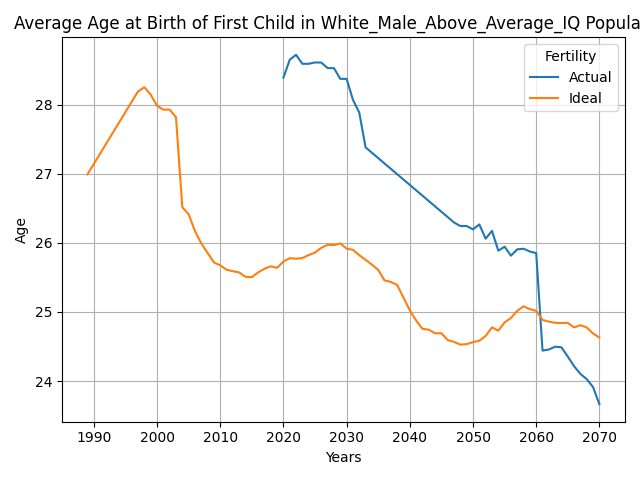 Average Age at Birth of First Child in White_Male_Above_Average_IQ Popula
Fertility
Actual
Ideal
28
27
26
25
24
Age
1990 2000 2010 2020 2030 2040 2050 2060 2070
Years